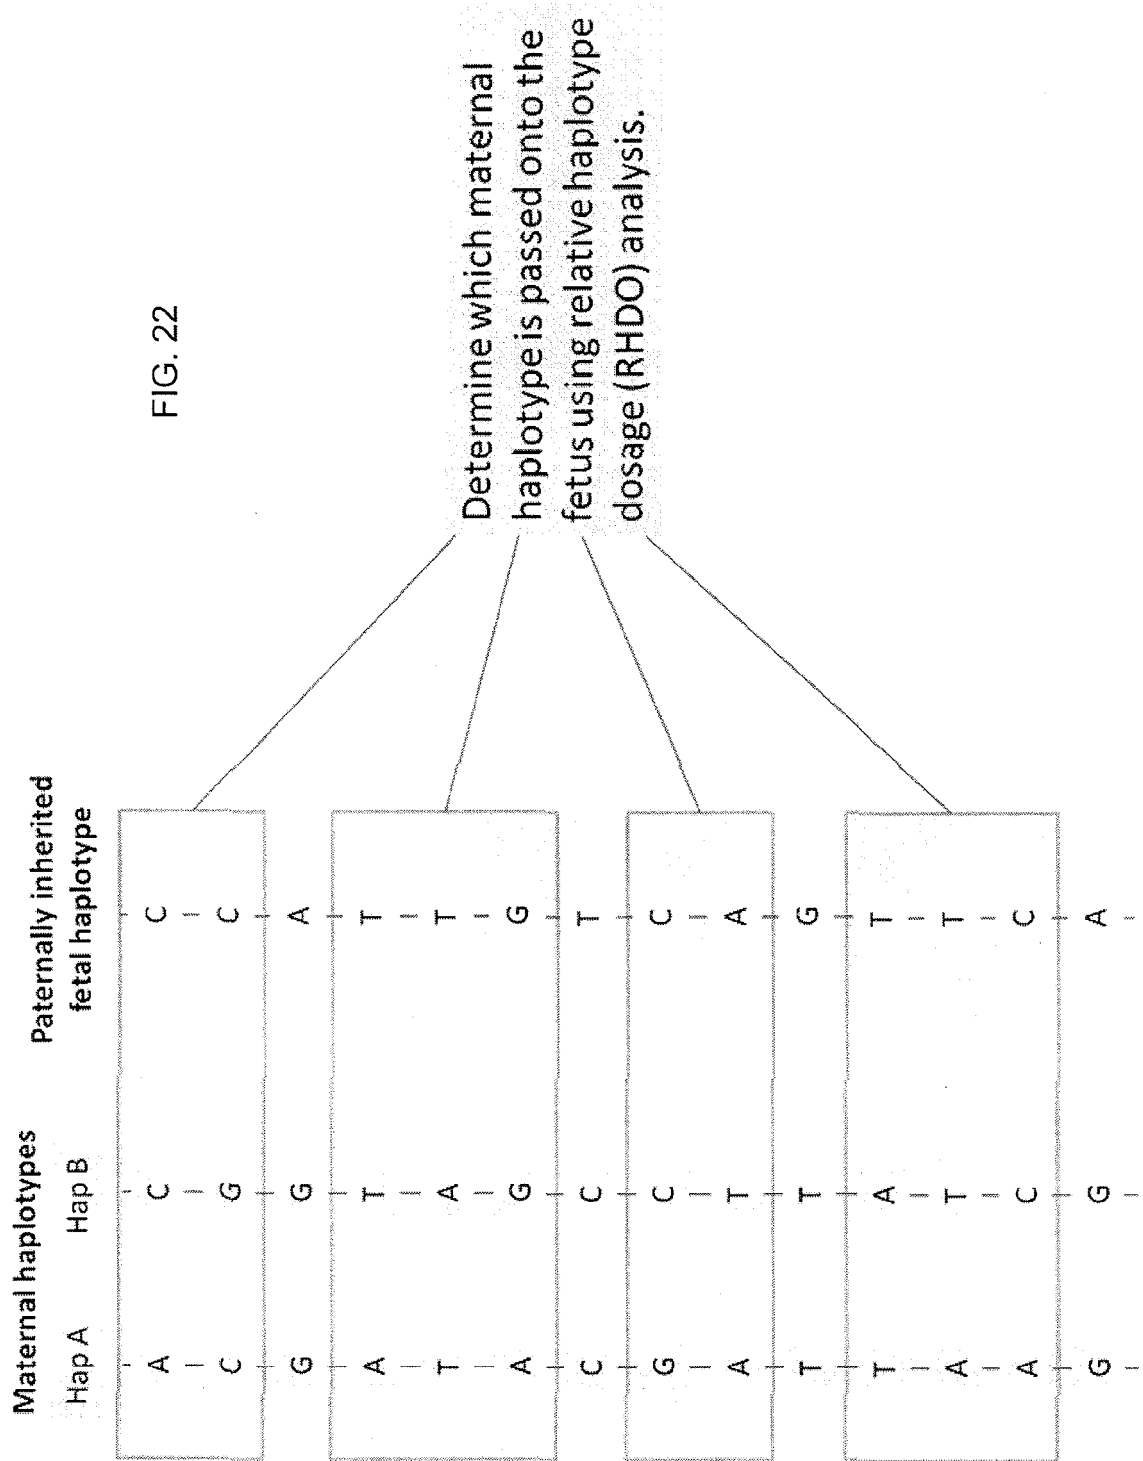 Maternal haplotypes
Hap A Hap B
Paternally inherited
fetal haplotype
A C C
C G C
G G A
A T T
T A T
A G G
C C T
G C C
A T A
T T G
T A T
A T T
A C C
G G A
FIG. 22
Determine which maternal
haplotype is passed onto the
fetus using relative haplotype
dosage (RHDO) analysis.